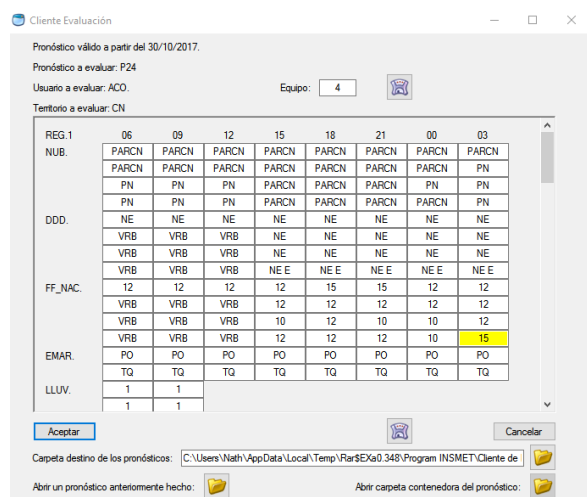 Cliente Evaluación
Pronóstico válido a partir del 30/10/2017.
Pronóstico a evaluar: P24
Usuario a evaluar: ACO. Equipo: 4
Territorio a evaluar: CN
REG.1 06 09 12 15 18 21 00 03
NUB. PARCN PARCN PARCN PARCN PARCN PARCN PARCN PARCN
PARCN PARCN PARCN PARCN PARCN PARCN PARCN PN
PN PN PN PARCN PARCN PARCN PN PN
PN PN PN PARCN PARCN PARCN PARCN PN
DDD. NE NE NE NE NE NE NE NE
VRB VRB VRB NE NE NE NE NE
VRB VRB VRB NE NE NE NE NE
VRB VRB VRB NE E NE E NE E NE E NE E
FF_NAC. 12 12 12 12 15 15 12 12
VRB VRB VRB 12 12 12 12 12
VRB VRB VRB 10 12 10 10 12
VRB VRB VRB 12 12 12 10 15
EMAR. PO PO PO PO PO PO PO PO
TQ TQ TQ TQ TQ TQ TQ TQ
LLUV. 1 1
1 1
Aceptar Cancelar
Carpeta destino de los pronósticos: C:\Users\Nath\AppData\Local\Temp\Rar$EXa0.348\Program INSMET\Cliente de
Abrir un pronóstico anteriormente hecho: Abrir carpeta contenedora del pronóstico: